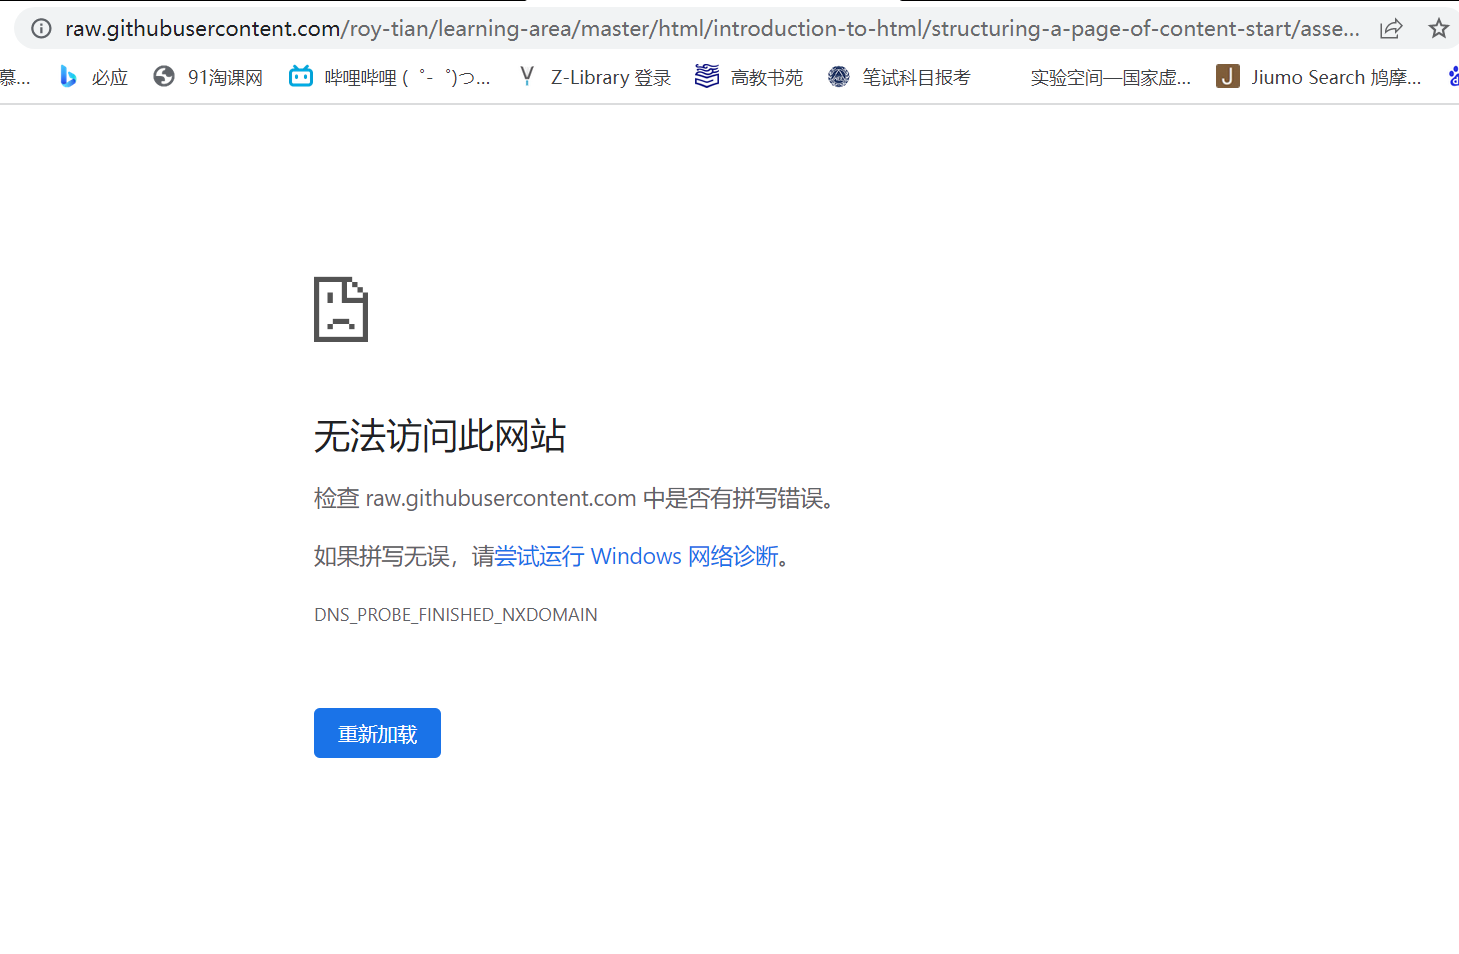 raw.githubusercontent.com/roy-tian/learning-area/master/html/introduction-to-html/structuring-a-page-of-content-start/asse...
慕... 必应 91淘课网 哔哩哔哩 ( ゜- ゜)つ... Z-Library 登录 高教书苑 笔试科目报考 实验空间—国家虚... J Jiumo Search 鸠摩...
无法访问此网站
检查 raw.githubusercontent.com 中是否有拼写错误。
如果拼写无误，请尝试运行 Windows 网络诊断。
DNS_PROBE_FINISHED_NXDOMAIN
重新加载